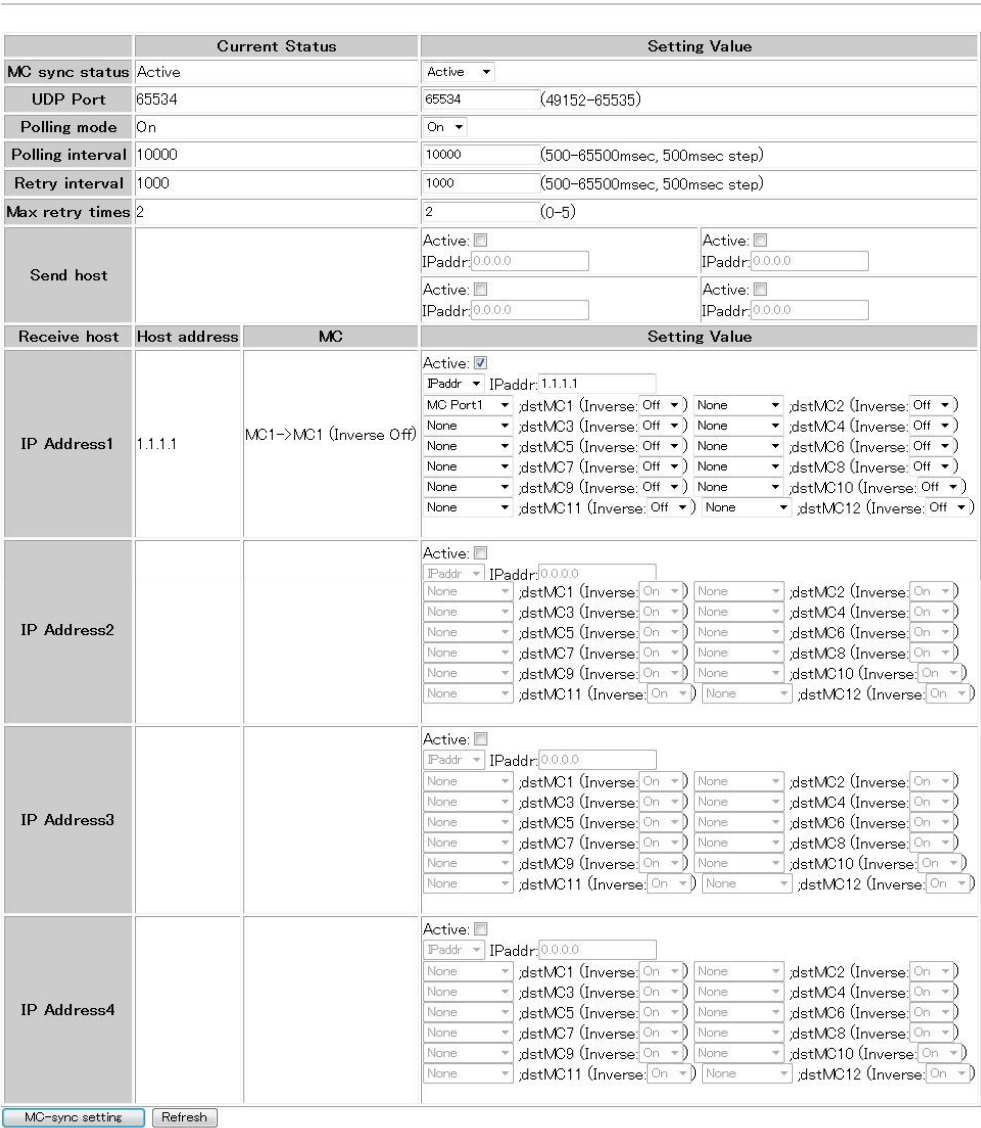 Current Status Setting Value
MC sync status Active Active
UDP Port 65534 65534 (49152-65535)
Polling mode On On
Polling interval 10000 10000 (500-65500msec, 500msec step)
Retry interval 1000 1000 (500-65500msec, 500msec step)
Max retry times 2 2 (0-5)
Send host
Active: Active:
IPaddr: 0.0.0.0 IPaddr: 0.0.0.0
Active: Active:
IPaddr: 0.0.0.0 IPaddr: 0.0.0.0
Receive host Host address MC Setting Value
IP Address1 1.1.1.1 MC1->MC1 (Inverse Off)
Active:
IPaddr IPaddr: 1.1.1.1
MC Port1 ;dstMC1 (Inverse: Off ) None ;dstMC2 (Inverse: Off )
None ;dstMC3 (Inverse: Off ) None ;dstMC4 (Inverse: Off )
None ;dstMC5 (Inverse: Off ) None ;dstMC6 (Inverse: Off )
None ;dstMC7 (Inverse: Off ) None ;dstMC8 (Inverse: Off )
None ;dstMC9 (Inverse: Off ) None ;dstMC10 (Inverse: Off )
None ;dstMC11 (Inverse: Off ) None ;dstMC12 (Inverse: Off )
IP Address2
Active:
IPaddr IPaddr: 0.0.0.0
None ;dstMC1 (Inverse: On ) None ;dstMC2 (Inverse: On )
None ;dstMC3 (Inverse: On ) None ;dstMC4 (Inverse: On )
None ;dstMC5 (Inverse: On ) None ;dstMC6 (Inverse: On )
None ;dstMC7 (Inverse: On ) None ;dstMC8 (Inverse: On )
None ;dstMC9 (Inverse: On ) None ;dstMC10 (Inverse: On )
None ;dstMC11 (Inverse: On ) None ;dstMC12 (Inverse: On )
IP Address3
Active:
IPaddr IPaddr: 0.0.0.0
None ;dstMC1 (Inverse: On ) None ;dstMC2 (Inverse: On )
None ;dstMC3 (Inverse: On ) None ;dstMC4 (Inverse: On )
None ;dstMC5 (Inverse: On ) None ;dstMC6 (Inverse: On )
None ;dstMC7 (Inverse: On ) None ;dstMC8 (Inverse: On )
None ;dstMC9 (Inverse: On ) None ;dstMC10 (Inverse: On )
None ;dstMC11 (Inverse: On ) None ;dstMC12 (Inverse: On )
IP Address4
Active:
IPaddr IPaddr: 0.0.0.0
None ;dstMC1 (Inverse: On ) None ;dstMC2 (Inverse: On )
None ;dstMC3 (Inverse: On ) None ;dstMC4 (Inverse: On )
None ;dstMC5 (Inverse: On ) None ;dstMC6 (Inverse: On )
None ;dstMC7 (Inverse: On ) None ;dstMC8 (Inverse: On )
None ;dstMC9 (Inverse: On ) None ;dstMC10 (Inverse: On )
None ;dstMC11 (Inverse: On ) None ;dstMC12 (Inverse: On )
MC-sync setting Refresh